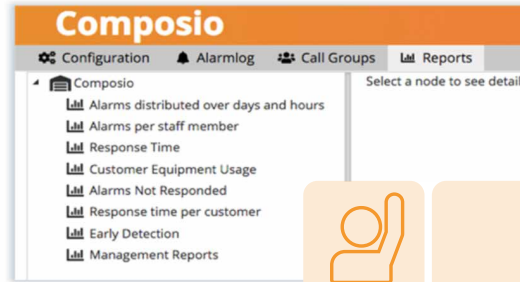 Composio
Configuration Alarmlog Call Groups Reports
Composio
Select a node to see detail
Alarms distributed over days and hours
Alarms per staff member
Response Time
Customer Equipment Usage
Alarms Not Responded
Response time per customer
Early Detection
Management Reports